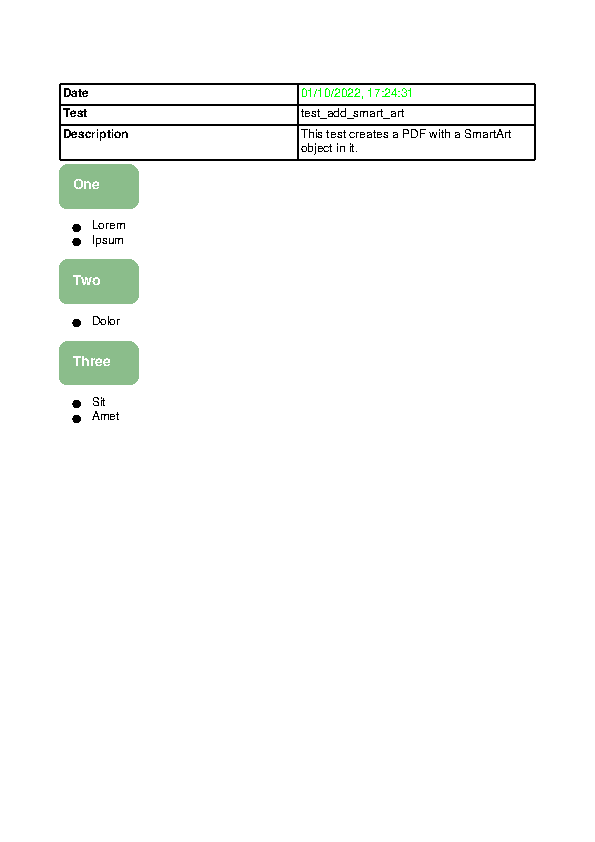 Date 01/10/2022, 17:24:31
Test test_add_smart_art
Description This test creates a PDF with a SmartArt
object in it.
One
● Lorem
● Ipsum
Two
● Dolor
Three
● Sit
● Amet